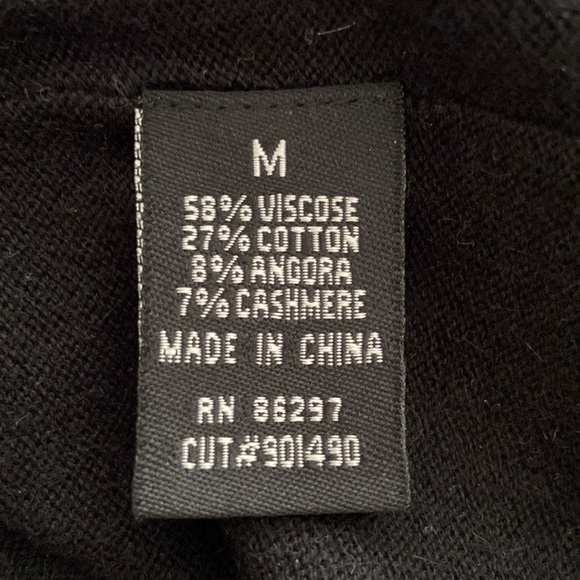 M
58% VISCOSE
27% COTTON
8% ANGORA
7% CASHMERE
MADE IN CHINA
RN 86297
CUT#901490